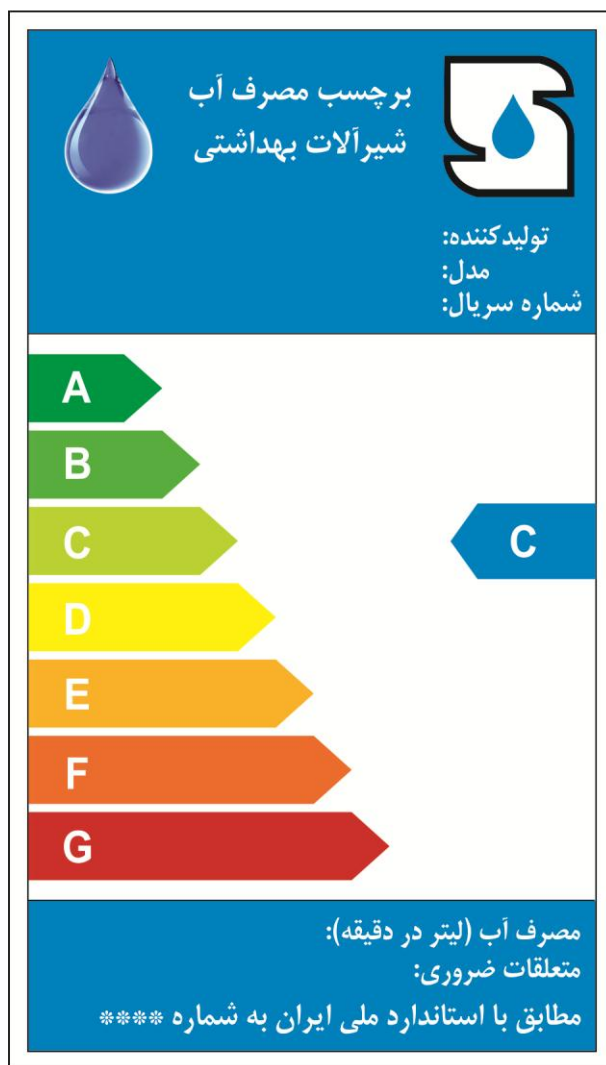 برچسب مصرف آب
شیرآلات بهداشتی
تولیدکننده:
مدل:
شماره سریال:
A
B
C
C
D
E
F
G
مصرف آب (لیتر در دقیقه):
متعلقات ضروری:
مطابق با استاندارد ملی ایران به شماره ****